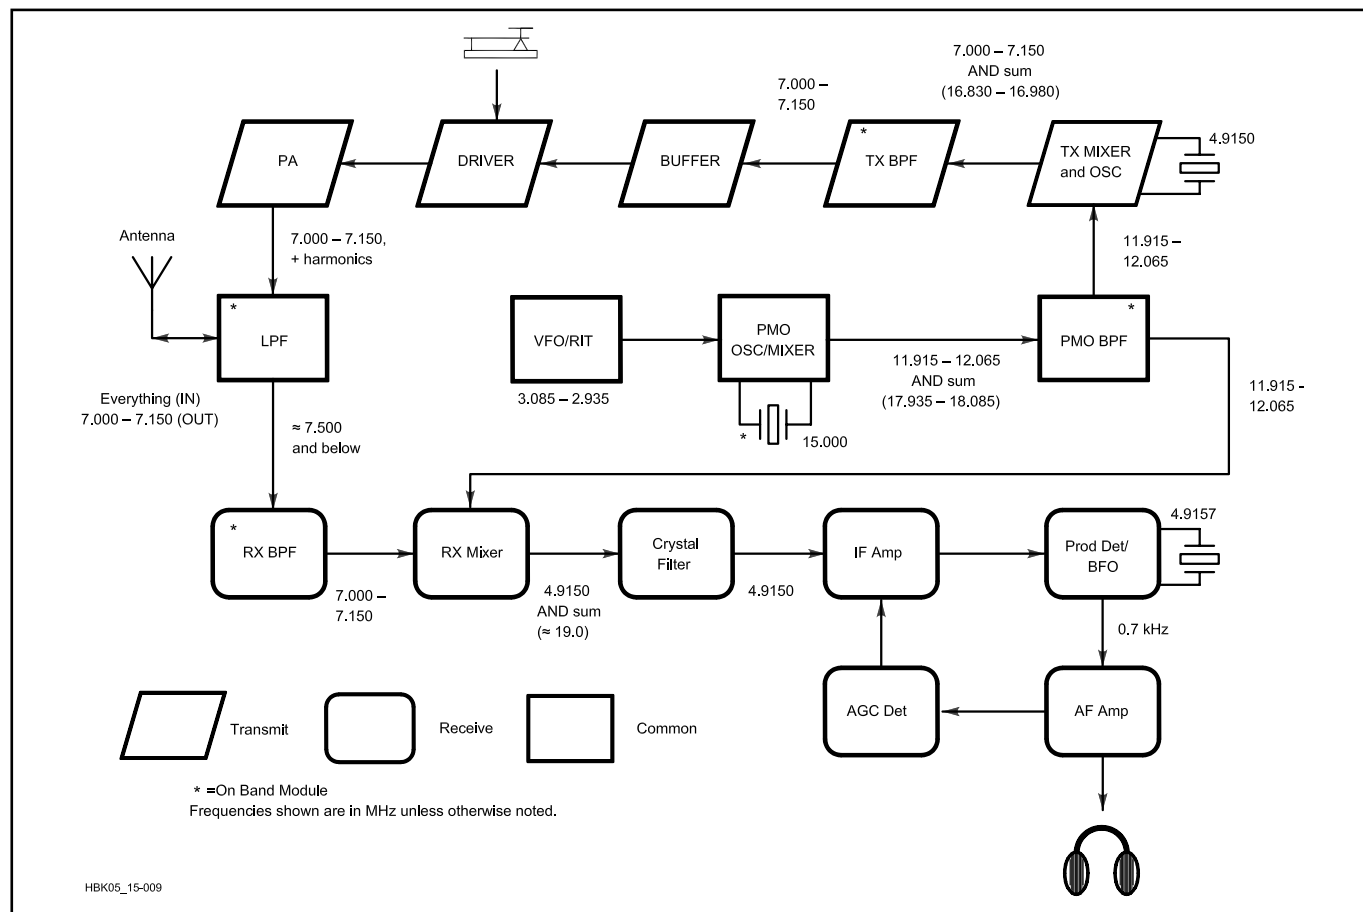 7.000 – 7.150
AND sum
(16.830 – 16.980)
7.000 –
7.150
PA
DRIVER
BUFFER
*
TX BPF
TX MIXER
and OSC
4.9150
Antenna
7.000 – 7.150,
+ harmonics
11.915 –
12.065
*
LPF
VFO/RIT
PMO
OSC/MIXER
*
PMO BPF
11.915 – 12.065
AND sum
(17.935 – 18.085)
3.085 – 2.935
* 15.000
11.915 -
12.065
Everything (IN)
7.000 – 7.150 (OUT)
≈ 7.500
and below
*
RX BPF
RX Mixer
Crystal
Filter
IF Amp
Prod Det/
BFO
4.9157
7.000 –
7.150
4.9150
AND sum
(≈ 19.0)
4.9150
0.7 kHz
AGC Det
AF Amp
Transmit
Receive
Common
* =On Band Module
Frequencies shown are in MHz unless otherwise noted.
HBK05_15-009